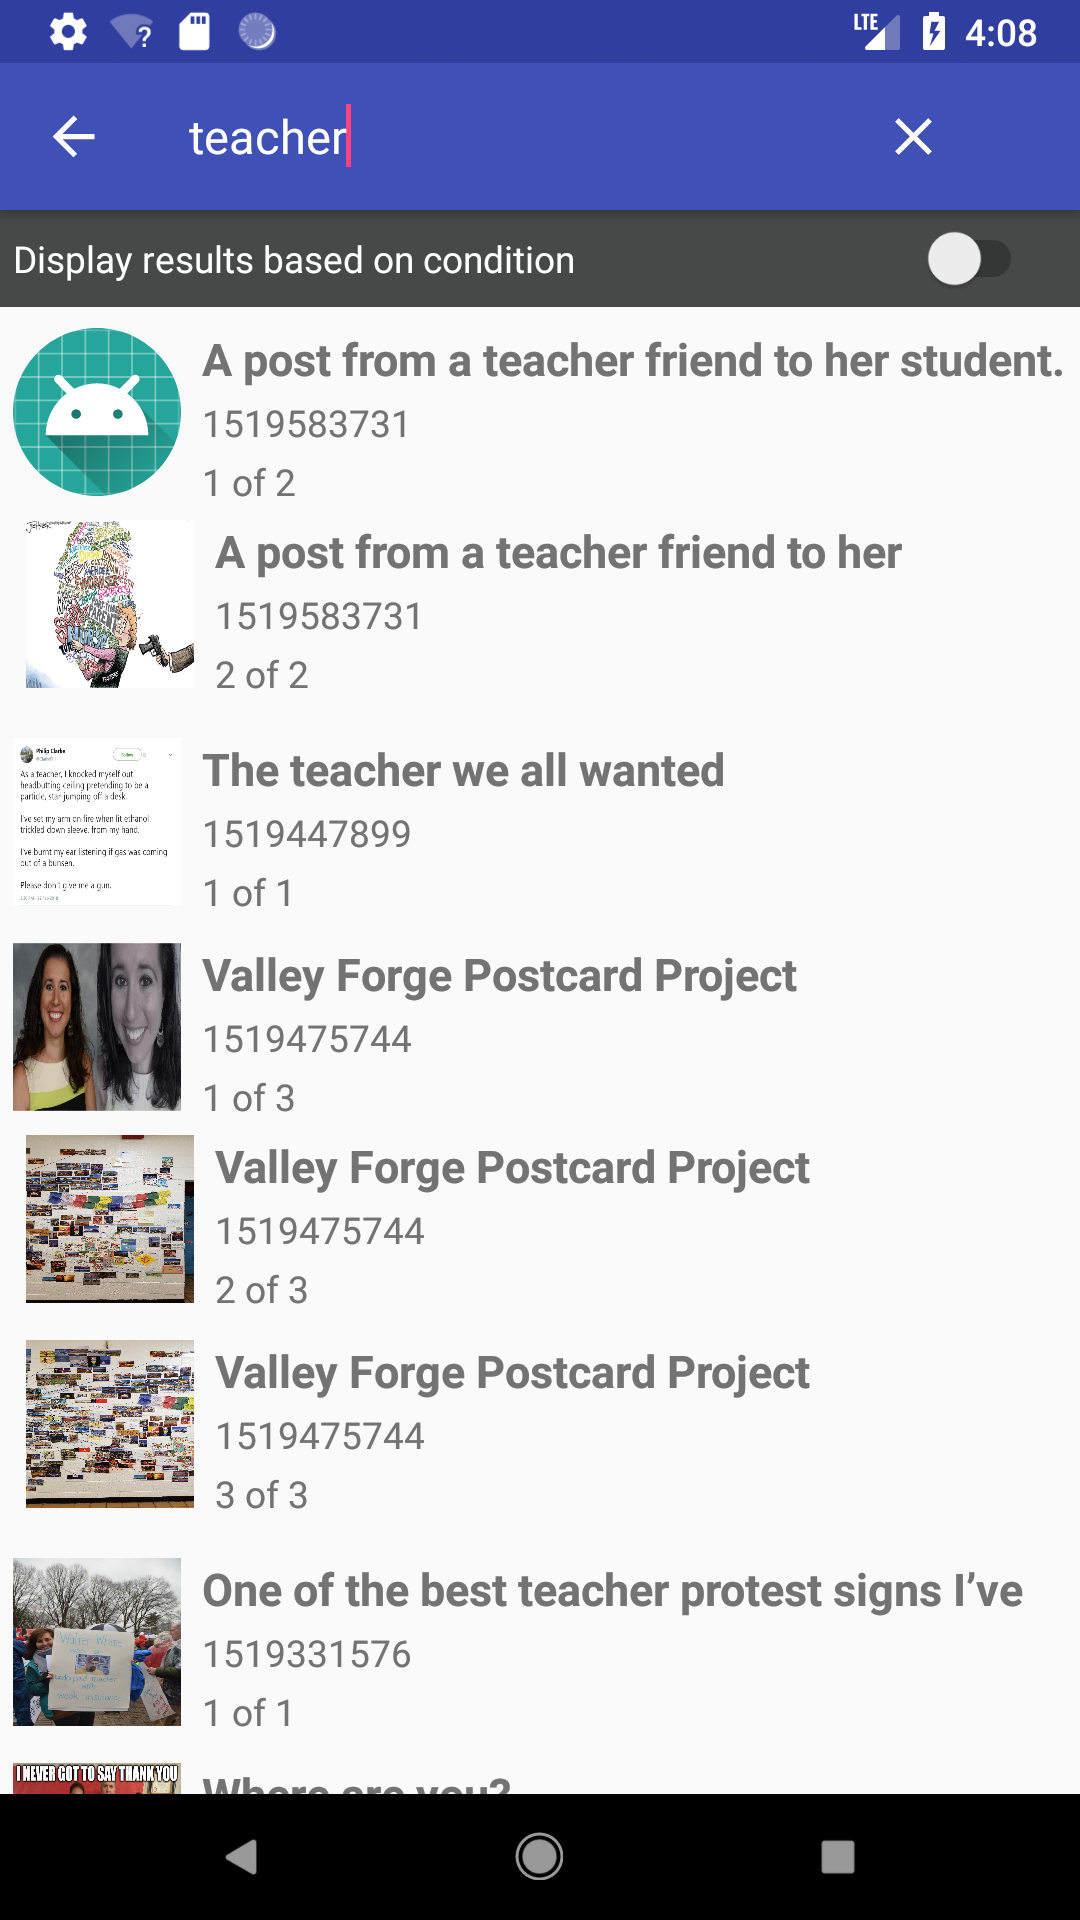 LTE 4:08
teacher
Display results based on condition
A post from a teacher friend to her student.
1519583731
1 of 2
A post from a teacher friend to her
1519583731
2 of 2
Philip Clarke
Follow
As a teacher, I knocked myself out
headbutting ceiling pretending to be a
particle, star-jumping off a desk.
I've set my arm on fire when lit ethanol
trickled down sleeve. from my hand.
I've burnt my ear listening if gas was coming
out of a bunsen.
Please don't give me a gun.
The teacher we all wanted
1519447899
1 of 1
Valley Forge Postcard Project
1519475744
1 of 3
Valley Forge Postcard Project
1519475744
2 of 3
Valley Forge Postcard Project
1519475744
3 of 3
Walter White
One of the best teacher protest signs I’ve
1519331576
1 of 1
I NEVER GOT TO SAY THANK YOU
Where are you?